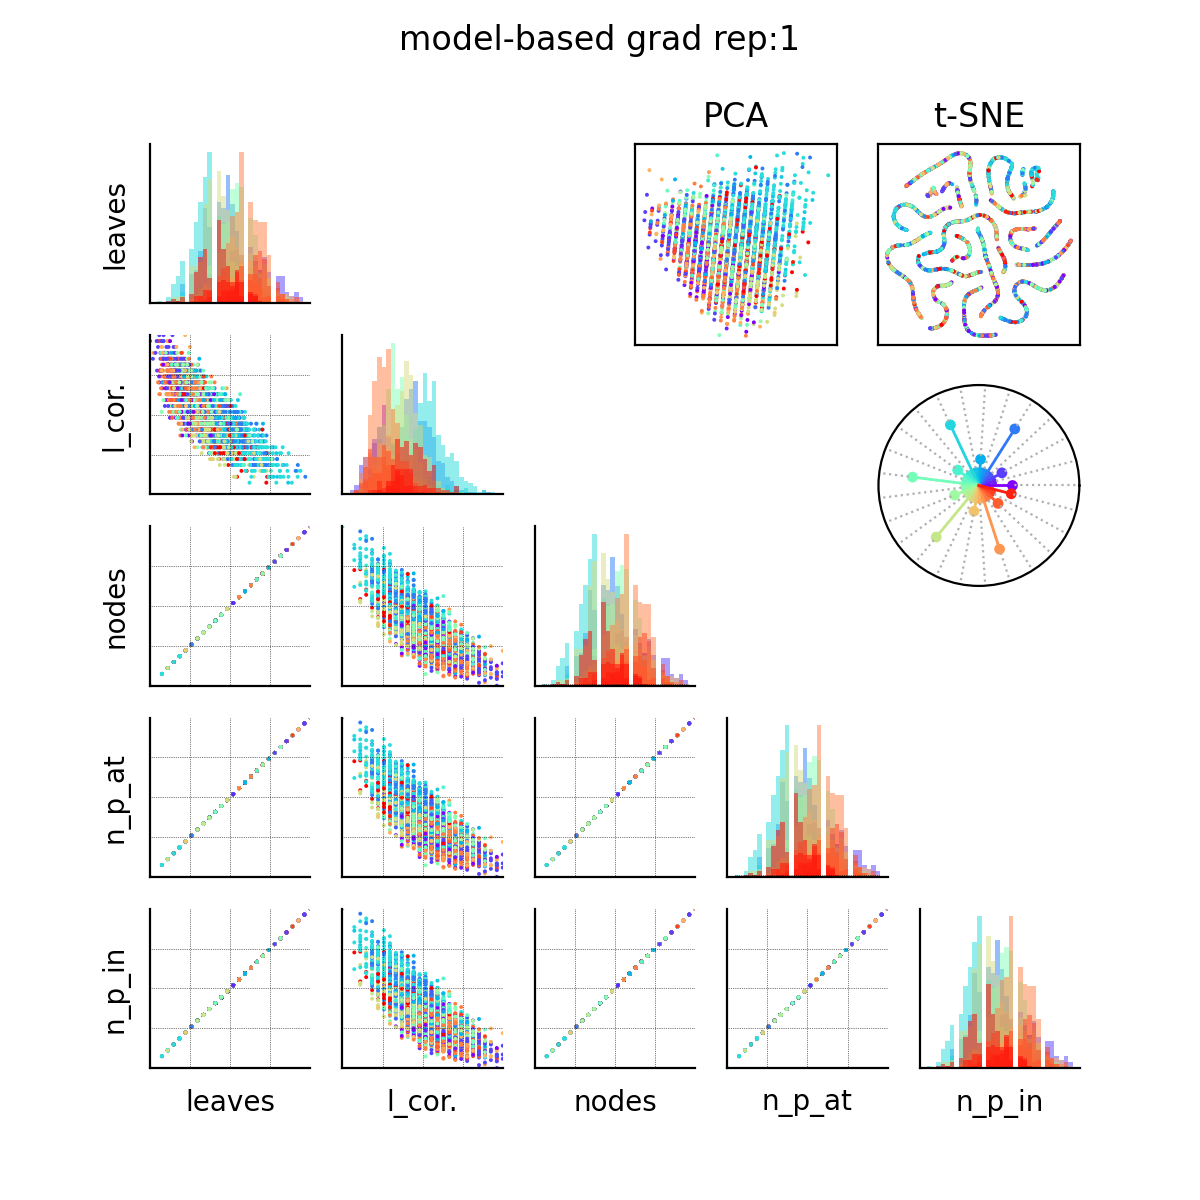 model-based grad rep:1
PCA
t-SNE
leaves
l_cor.
nodes
n_p_at
n_p_in
leaves
l_cor.
nodes
n_p_at
n_p_in